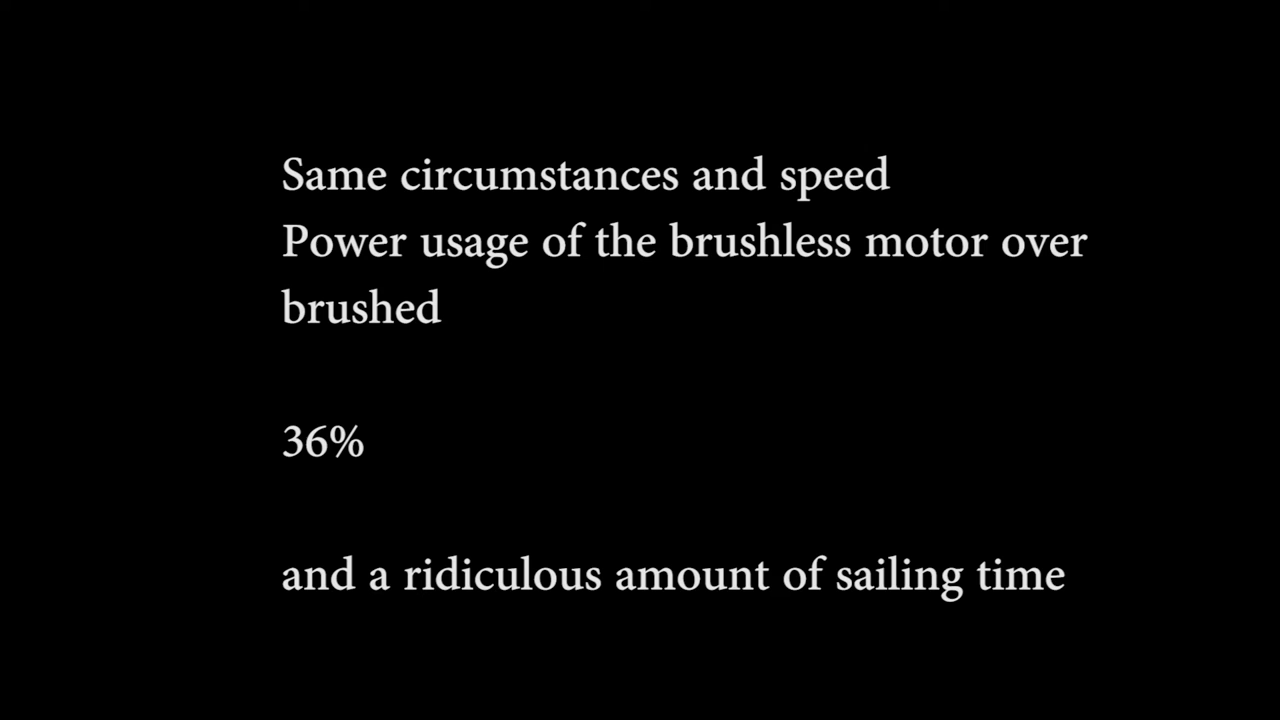 Same circumstances and speed
Power usage of the brushless motor over
brushed
36%
and a ridiculous amount of sailing time